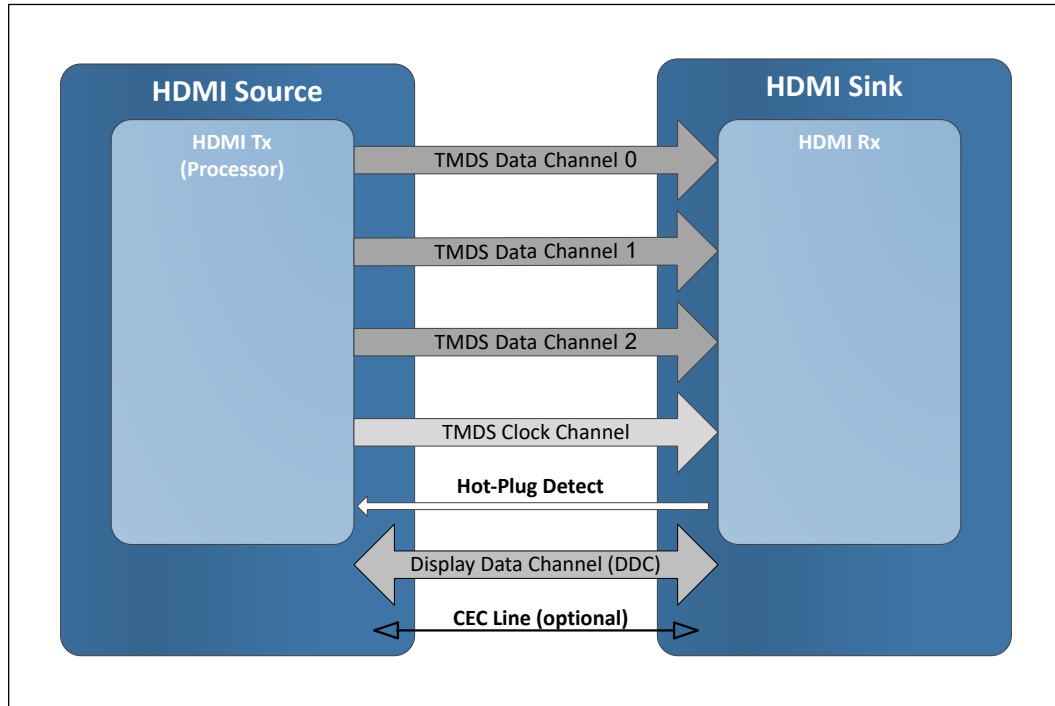 HDMI Source
HDMI Sink
HDMI Tx
(Processor)
HDMI Rx
TMDS Data Channel 0
TMDS Data Channel 1
TMDS Data Channel 2
TMDS Clock Channel
Hot-Plug Detect
Display Data Channel (DDC)
CEC Line (optional)